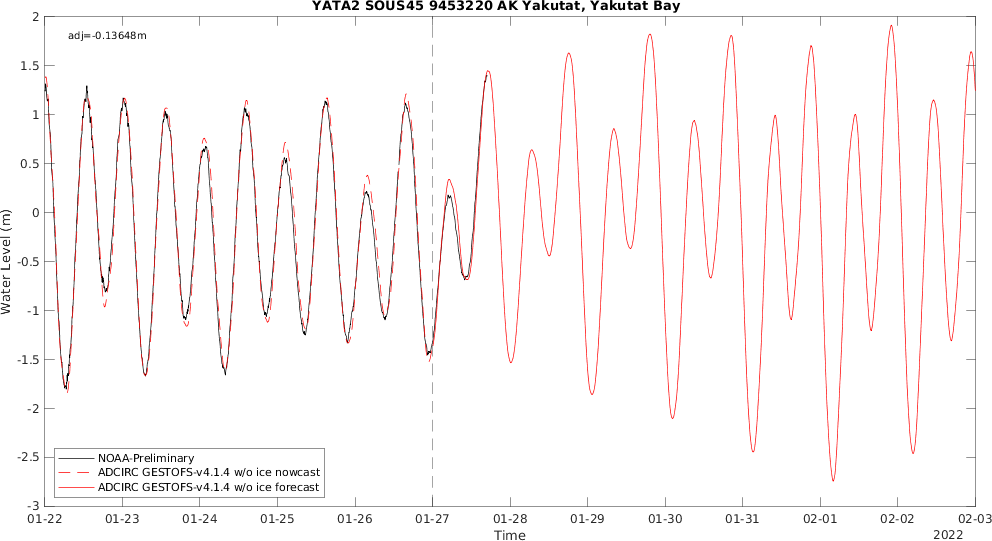 YATA2 SOUS45 9453220 AK Yakutat, Yakutat Bay
adj=-0.13648m
2
1.5
1
0.5
0
-0.5
-1
-1.5
-2
-2.5
-3
Water Level (m)
NOAA-Preliminary
ADCIRC GESTOFS-v4.1.4 w/o ice nowcast
ADCIRC GESTOFS-v4.1.4 w/o ice forecast
01-22 01-23 01-24 01-25 01-26 01-27 01-28 01-29 01-30 01-31 02-01 02-02 02-03
Time
2022